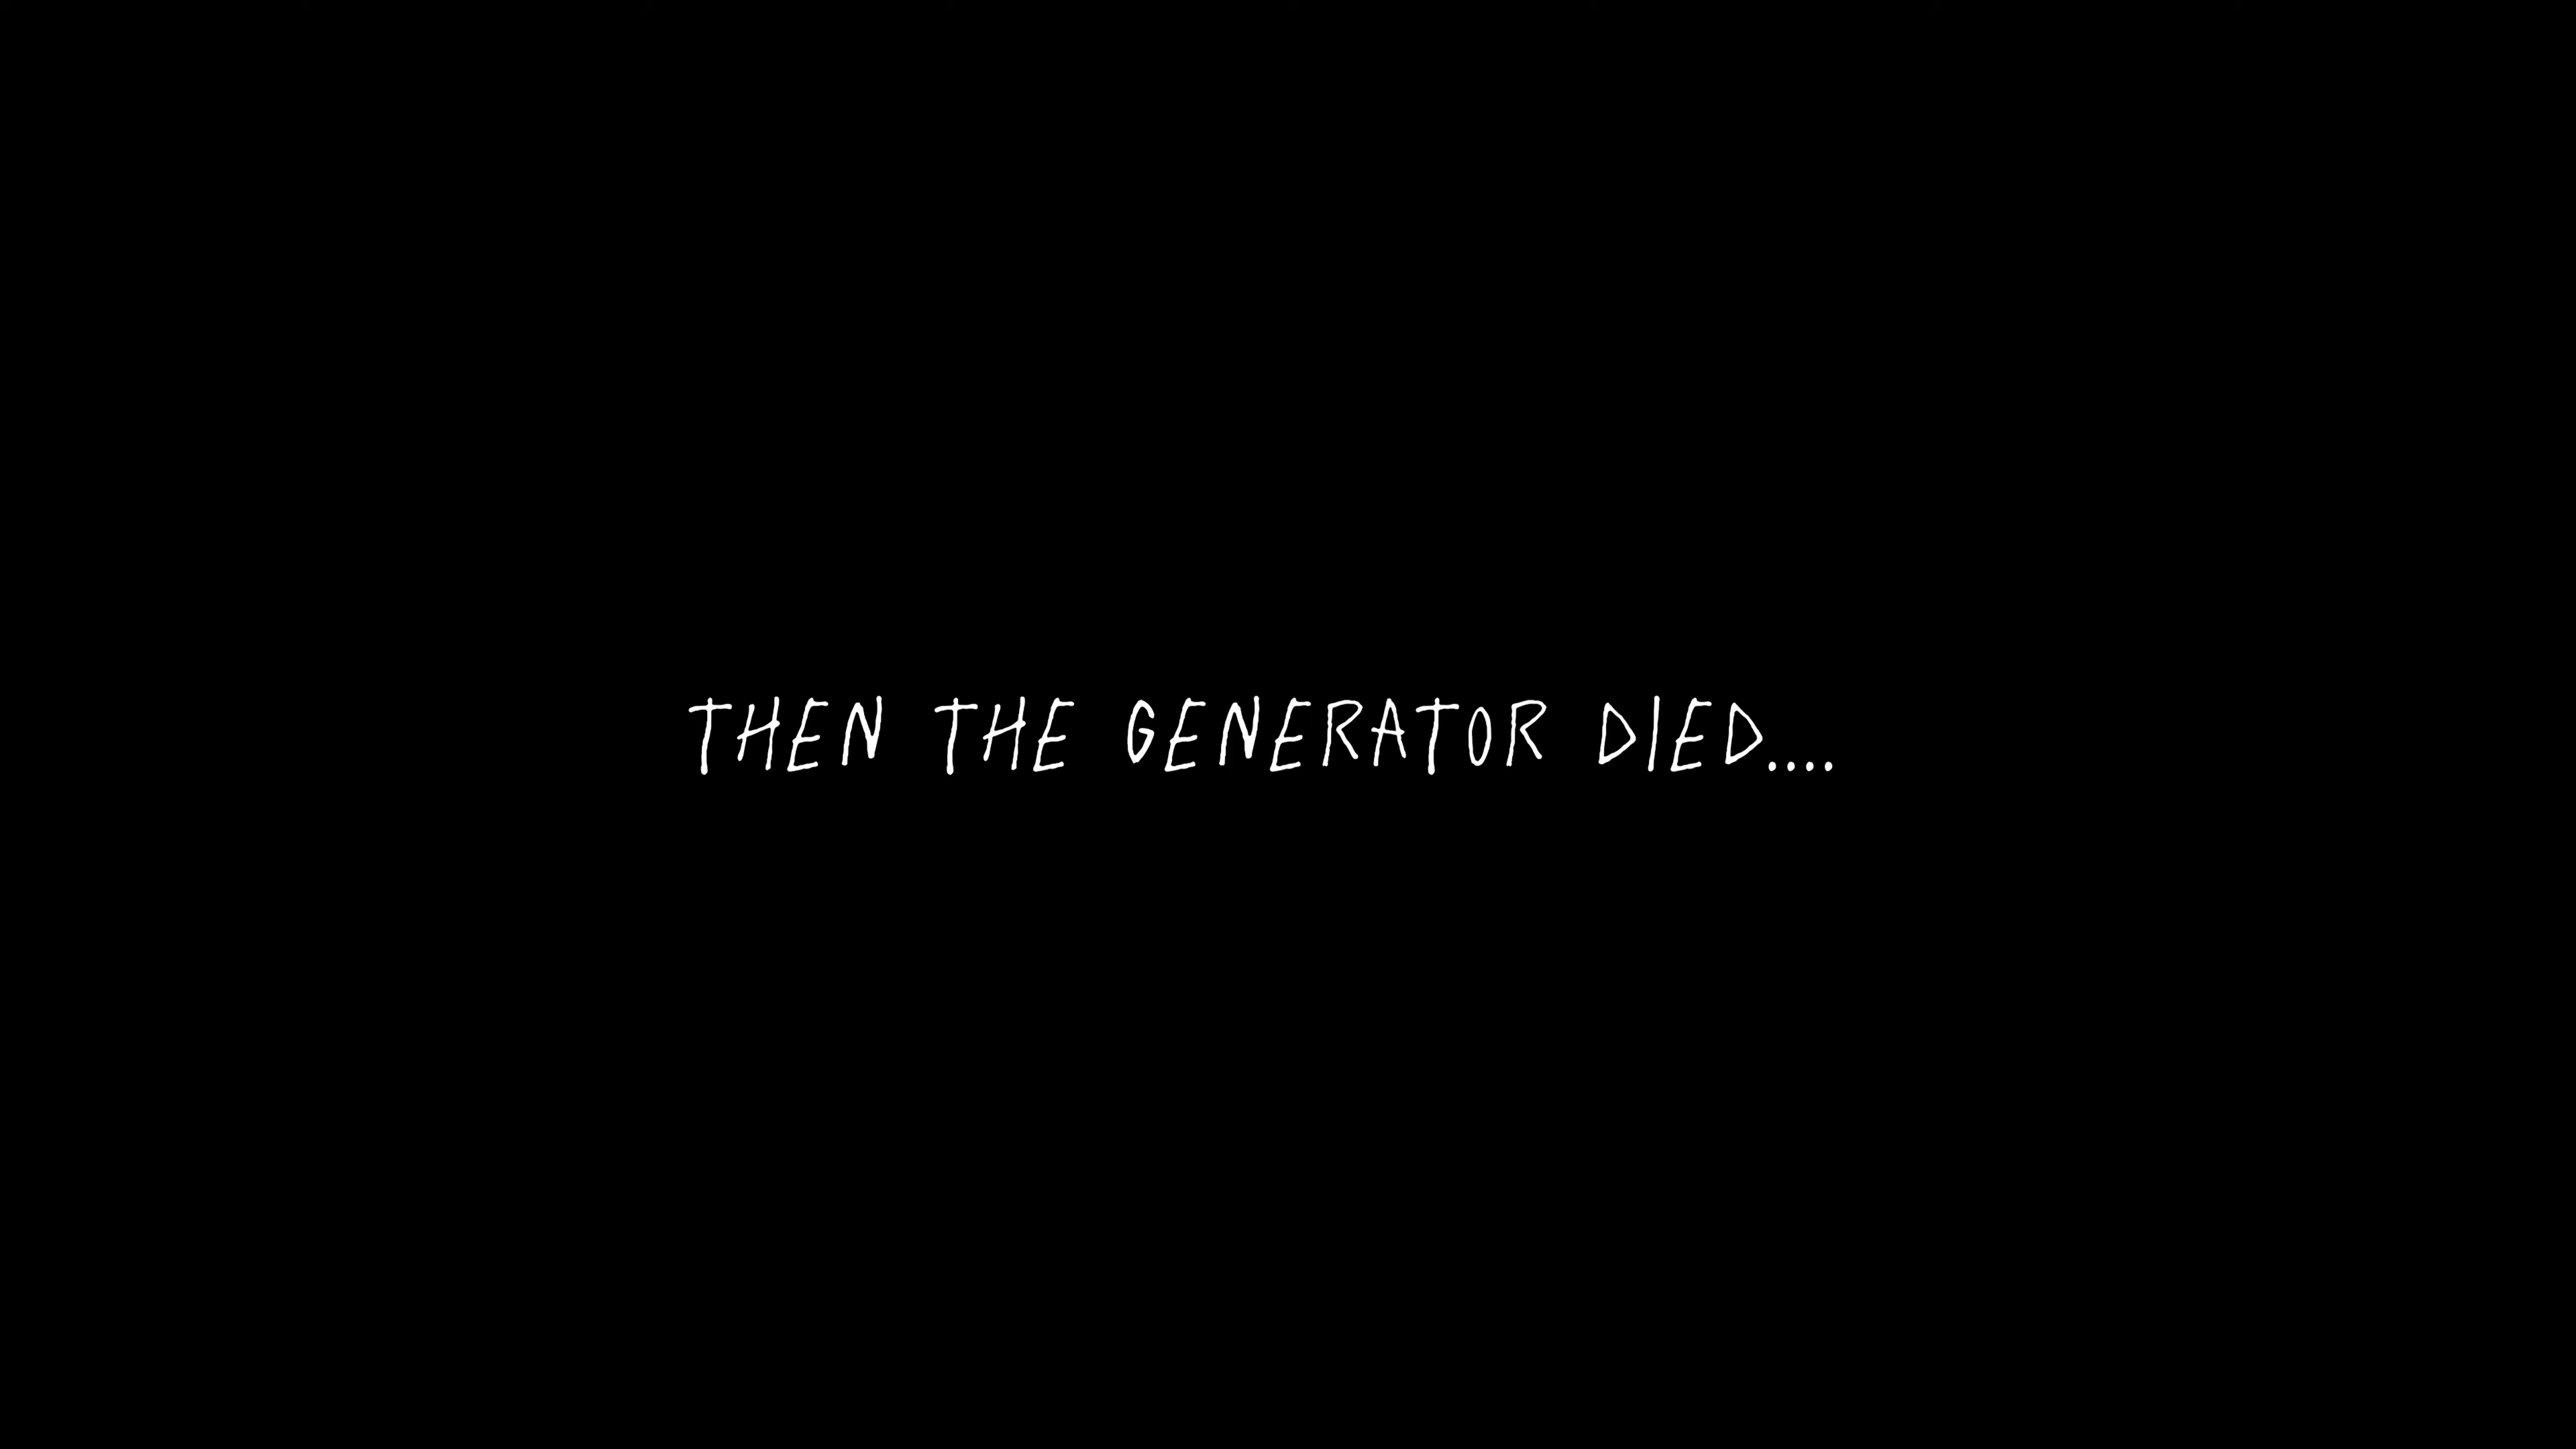 THEN THE GENERATOR DIED....